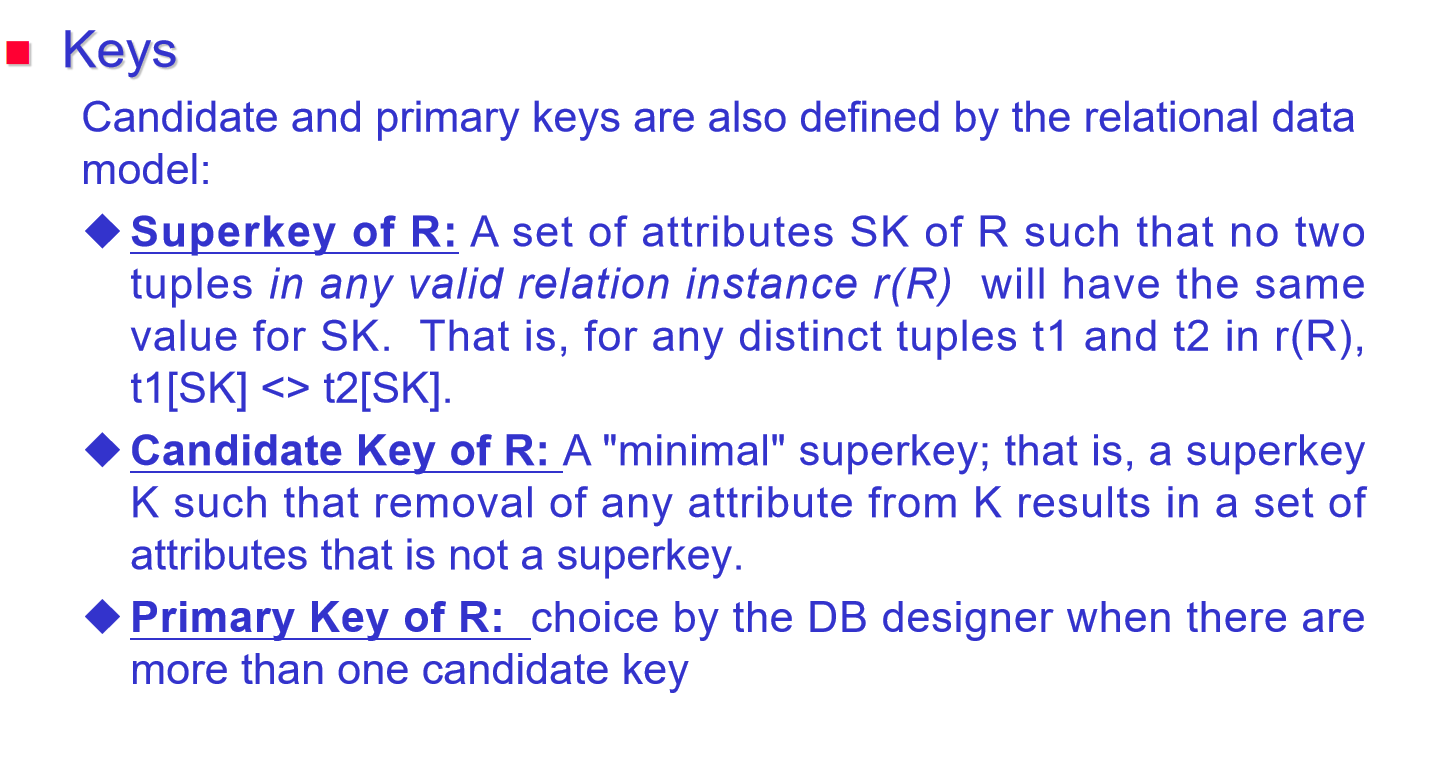 Keys
Candidate and primary keys are also defined by the relational data
model:
Superkey of R: A set of attributes SK of R such that no two
tuples in any valid relation instance r(R) will have the same
value for SK. That is, for any distinct tuples t1 and t2 in r(R),
t1[SK] <> t2[SK].
Candidate Key of R: A "minimal" superkey; that is, a superkey
K such that removal of any attribute from K results in a set of
attributes that is not a superkey.
Primary Key of R: choice by the DB designer when there are
more than one candidate key